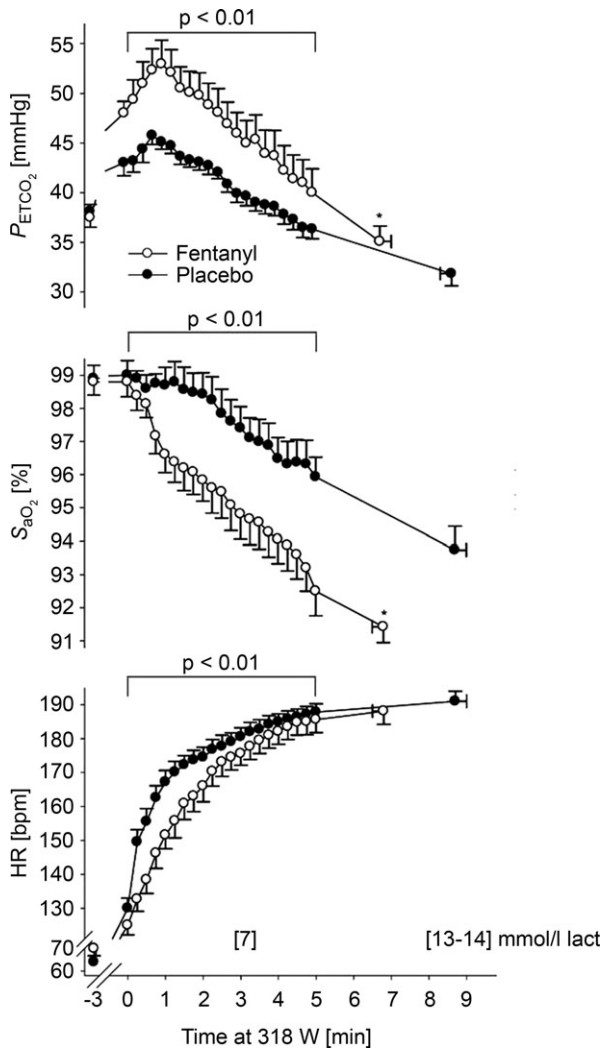 p < 0.01
55
50
45
40
35
30
PETCO2 [mmHg]
*
Fentanyl
Placebo
p < 0.01
99
98
97
96
95
94
93
92
91
SaO2 [%]
*
p < 0.01
190
180
170
160
150
140
130
70
60
HR [bpm]
[7] [13-14] mmol/l lact
-3 0 1 2 3 4 5 6 7 8 9
Time at 318 W [min]